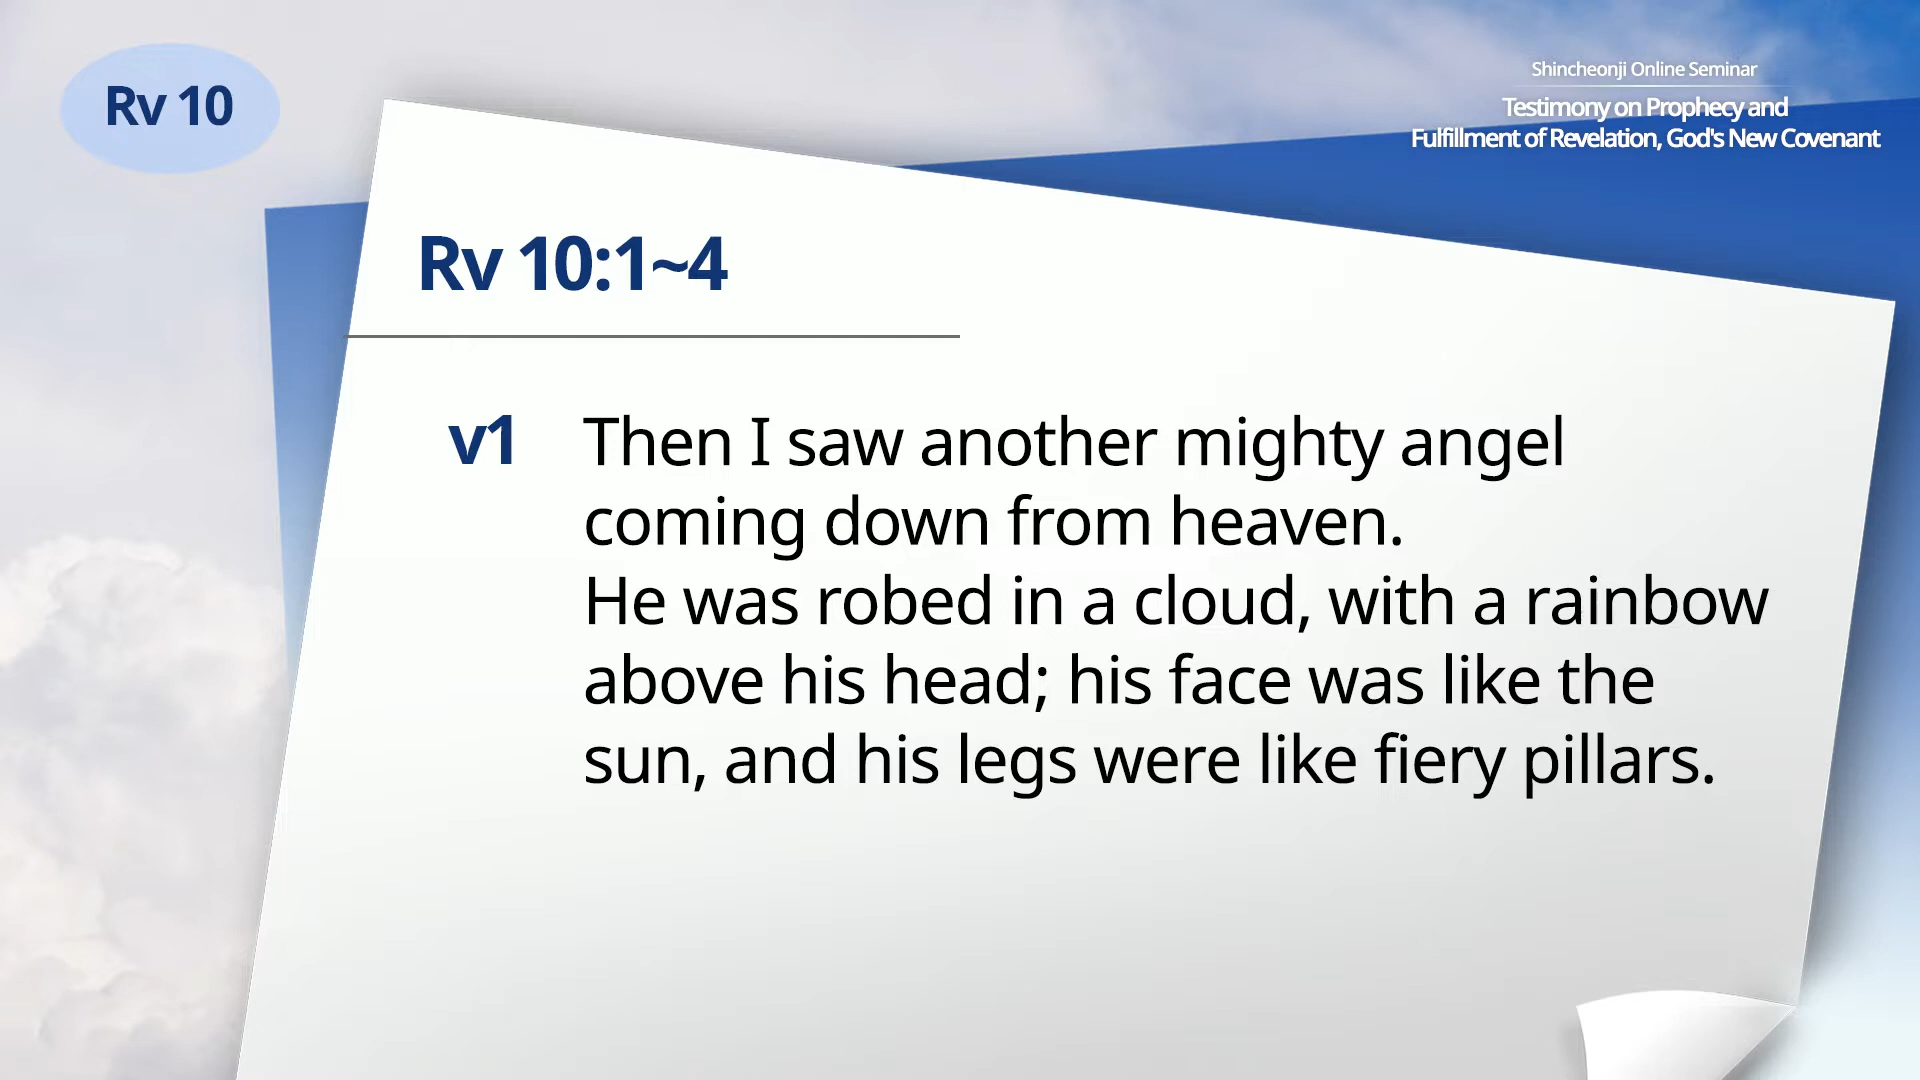 Rv 10
Shincheonji Online Seminar
Testimony on Prophecy and
Fulfillment of Revelation, God's New Covenant
Rv 10:1~4
v1 Then I saw another mighty angel
coming down from heaven.
He was robed in a cloud, with a rainbow
above his head; his face was like the
sun, and his legs were like fiery pillars.